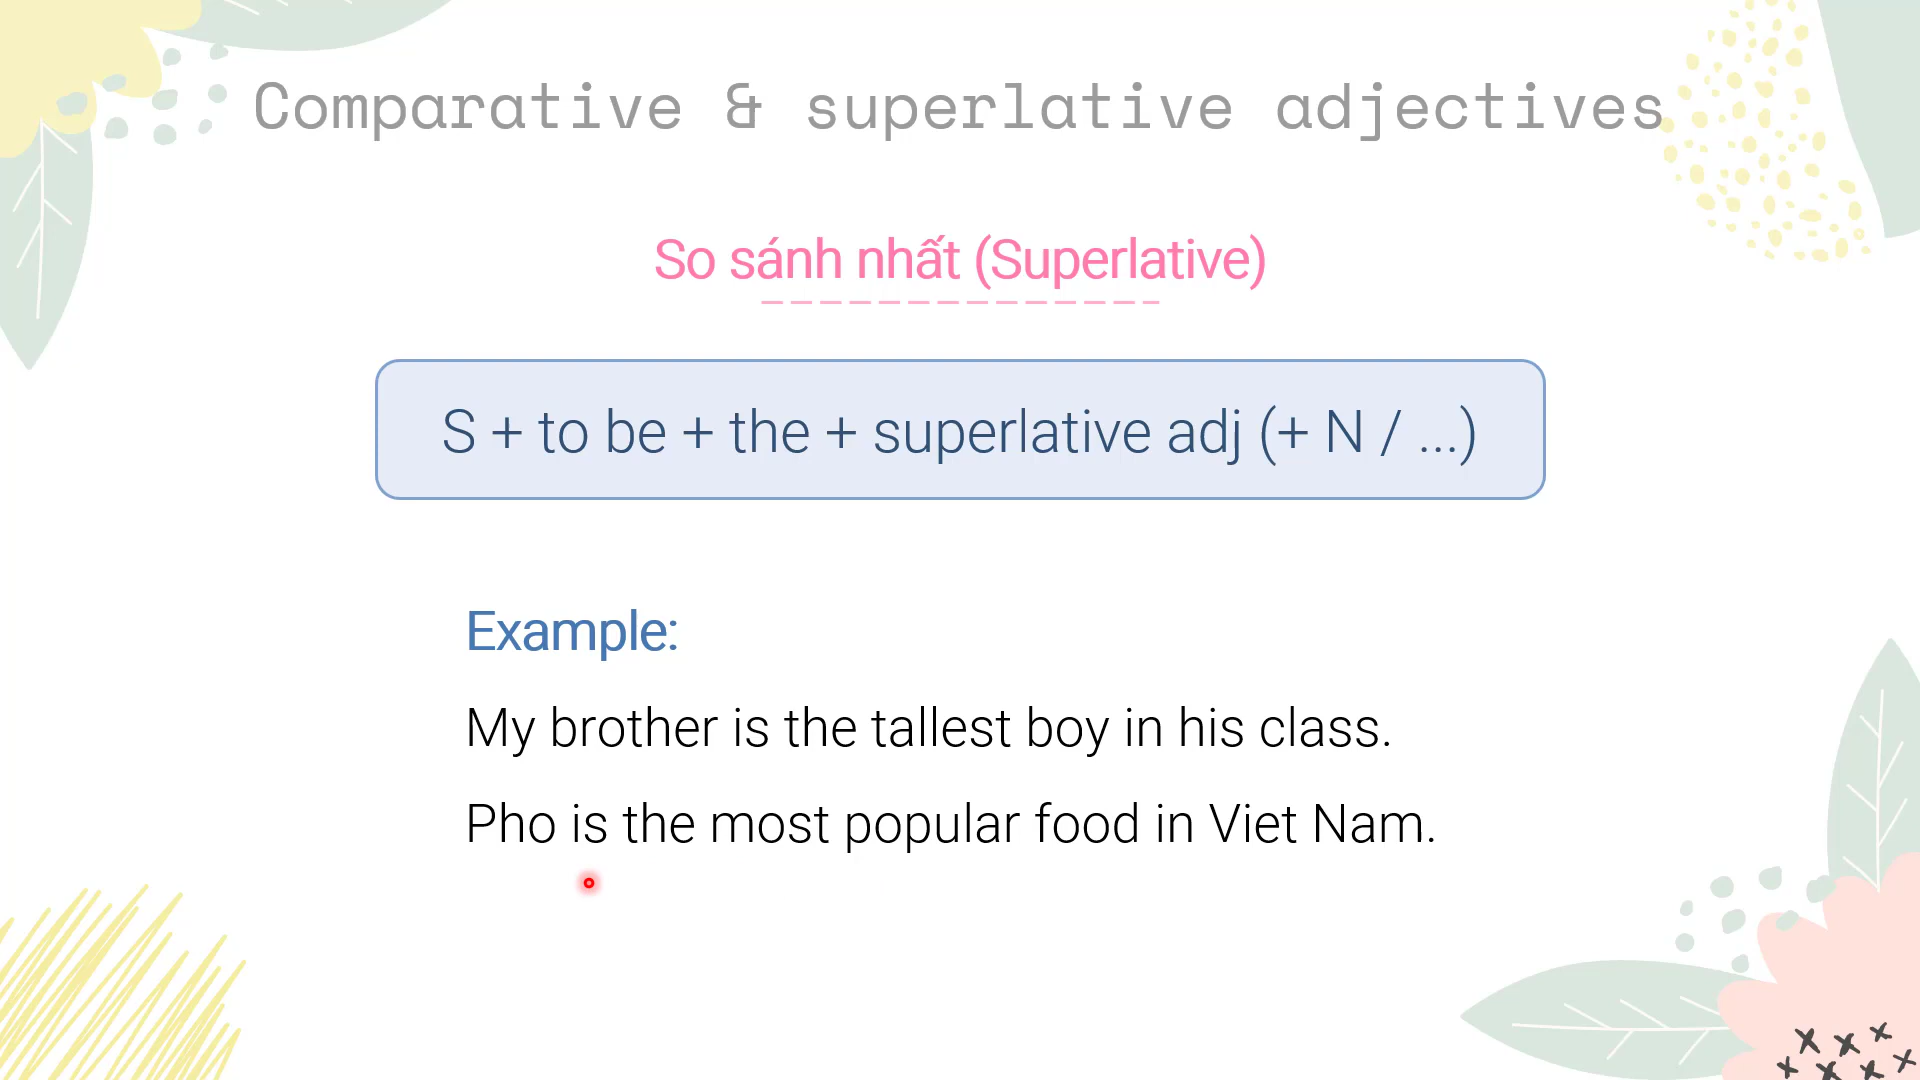 Comparative & superlative adjectives
So sánh nhất (Superlative)
S + to be + the + superlative adj (+ N / ...)
Example:
My brother is the tallest boy in his class.
Pho is the most popular food in Viet Nam.